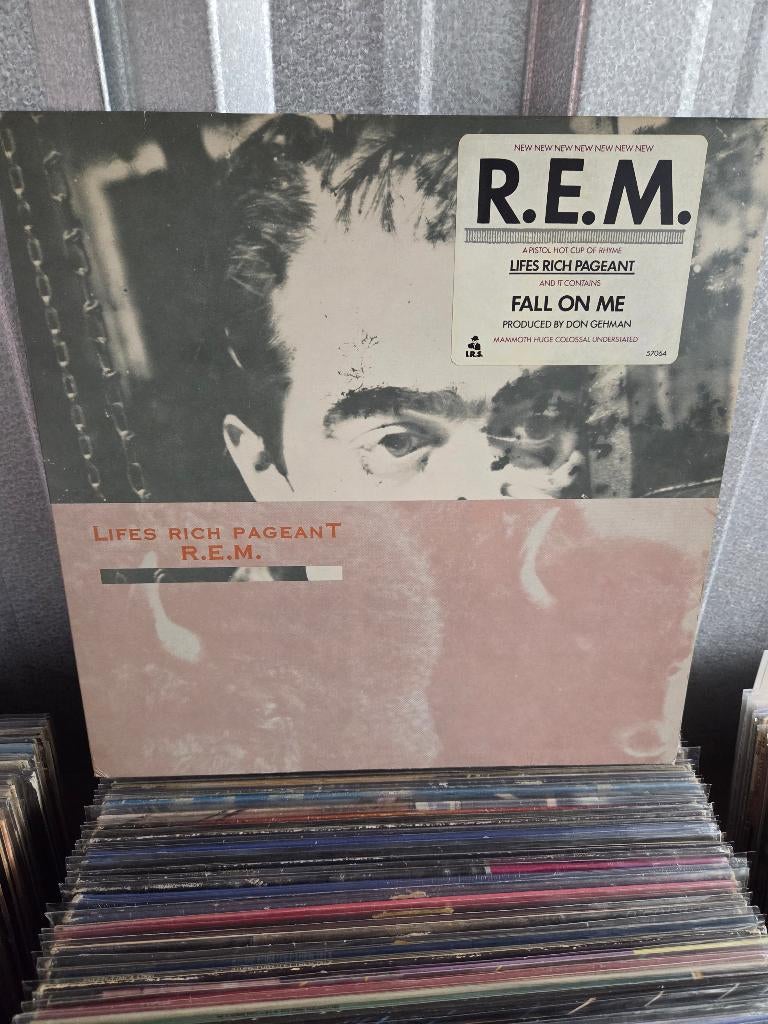 NEW NEW NEW NEW NEW NEW NEW
R.E.M.
A PISTOL HOT CUP OF RHYME
LIFES RICH PAGEANT
AND IT CONTAINS
FALL ON ME
PRODUCED BY DON GEHMAN
MAMMOTH HUGE COLOSSAL UNDERSTATED
I.R.S.
57064
LIFES RICH PAGEANT
R.E.M.